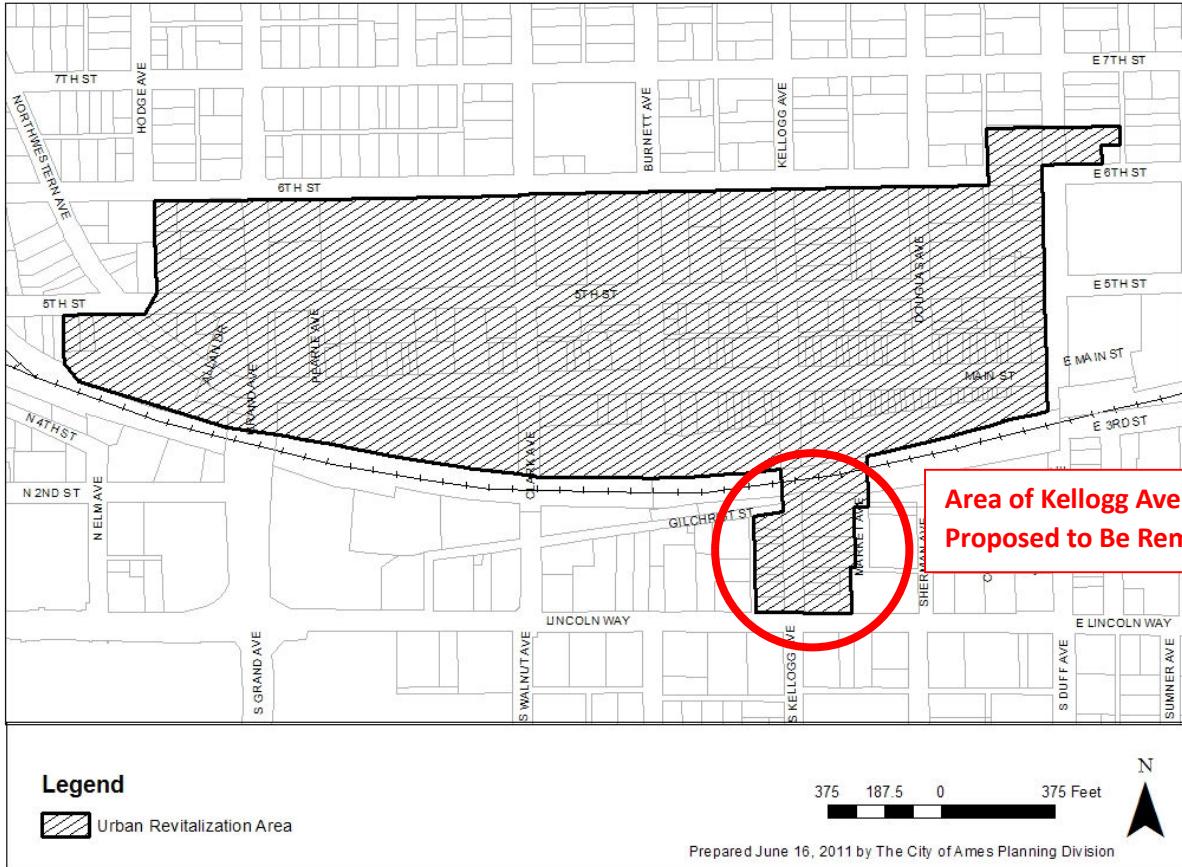 7TH ST
E 7TH ST
HODGE AVE
NORTHWESTERN AVE
BURNETT AVE
KELLOGG AVE
6TH ST
E 6TH ST
5TH ST
5TH ST
E 5TH ST
DOUGLAS AVE
ALLAN DR
PEARLE AVE
GRAND AVE
MAIN ST
E MAIN ST
N 4TH ST
E 3RD ST
N 2ND ST
N ELM AVE
CLARK AVE
GILCHRIST ST
MARKET AVE
SHERMAN AVE
Area of Kellogg Ave
Proposed to Be Rem
LINCOLN WAY
E LINCOLN WAY
S GRAND AVE
S WALNUT AVE
S KELLOGG AVE
S DUFF AVE
SUMNER AVE
Legend
Urban Revitalization Area
375 187.5 0 375 Feet
N
Prepared June 16, 2011 by The City of Ames Planning Division